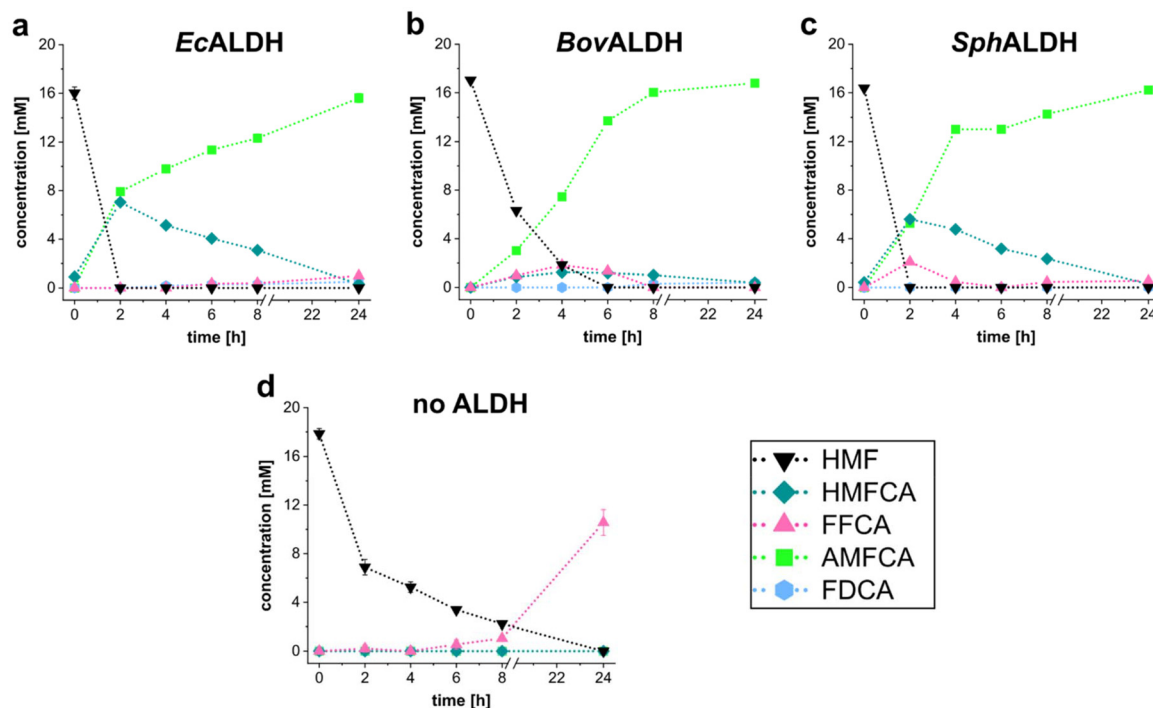 a
EcALDH
20
16
12
8
4
0
concentration [mM]
0 2 4 6 8 22 24
time [h]
b
BovALDH
20
16
12
8
4
0
concentration [mM]
0 2 4 6 8 22 24
time [h]
c
SphALDH
20
16
12
8
4
0
concentration [mM]
0 2 4 6 8 22 24
time [h]
d
no ALDH
20
16
12
8
4
0
concentration [mM]
0 2 4 6 8 22 24
time [h]
HMF
HMFCA
FFCA
AMFCA
FDCA